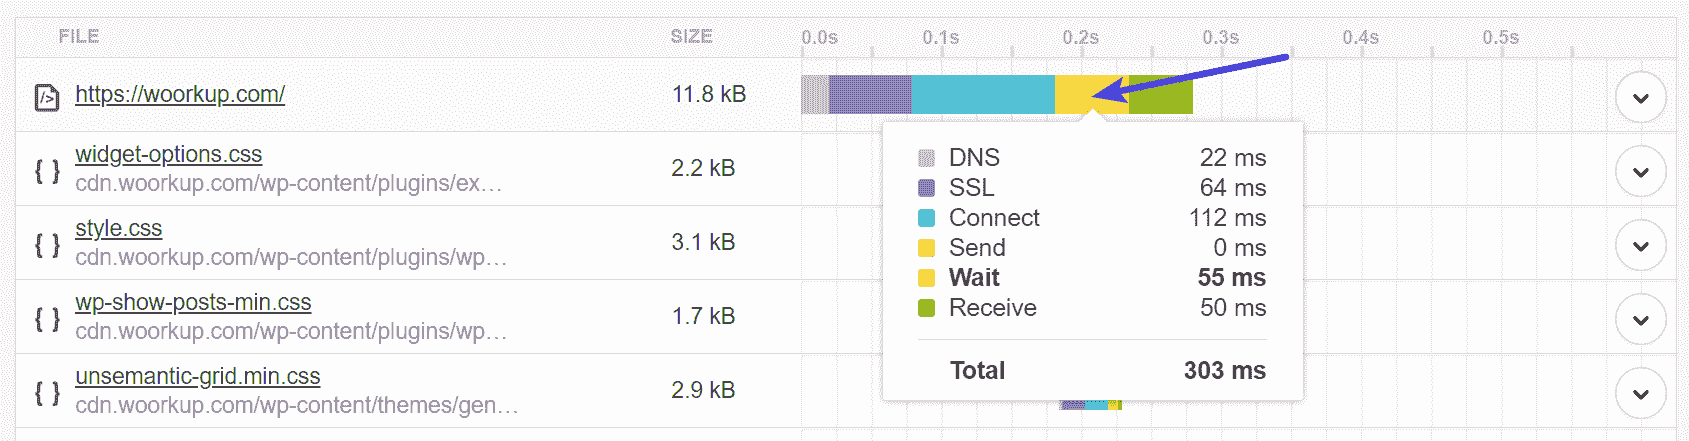 FILE SIZE 0.0s 0.1s 0.2s 0.3s 0.4s 0.5s
https://woorkup.com/ 11.8 kB
widget-options.css
cdn.woorkup.com/wp-content/plugins/ex… 2.2 kB
style.css
cdn.woorkup.com/wp-content/plugins/wp… 3.1 kB
wp-show-posts-min.css
cdn.woorkup.com/wp-content/plugins/wp… 1.7 kB
unsemantic-grid.min.css
cdn.woorkup.com/wp-content/themes/gen… 2.9 kB
DNS 22 ms
SSL 64 ms
Connect 112 ms
Send 0 ms
Wait 55 ms
Receive 50 ms
Total 303 ms